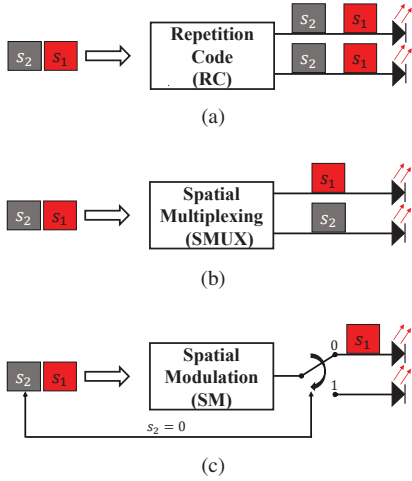 s₂ s₁
Repetition
Code
(RC)
s₂ s₁
s₂ s₁
(a)
s₂ s₁
Spatial
Multiplexing
(SMUX)
s₁
s₂
(b)
s₂ s₁
Spatial
Modulation
(SM)
0
s₁
1
s₂ = 0
(c)